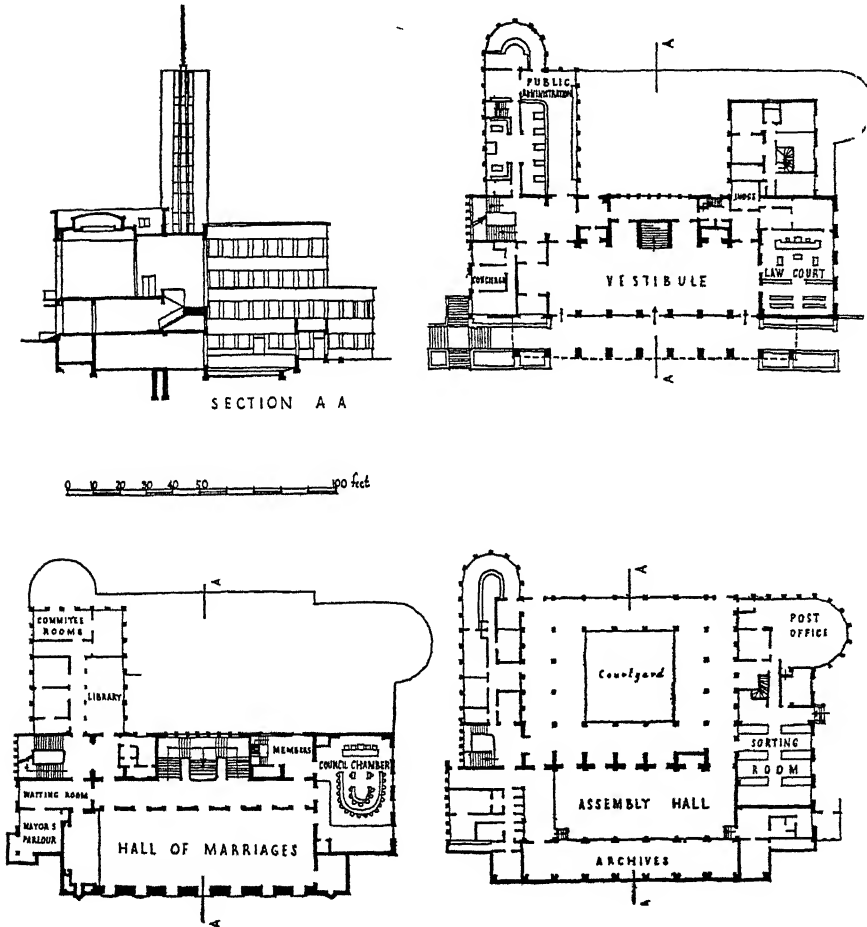 A
PUBLIC
ADMINISTRATION
JUDGE
CONCIERGE
VESTIBULE
LAW COURT
A
SECTION A A
0 10 20 30 40 50 100 feet
A
COMMITEE
ROOMS
LIBRARY
MEMBERS
COUNCIL CHAMBER
WAITING ROOM
MAYOR S
PARLOUR
HALL OF MARRIAGES
A
A
POST
OFFICE
Courtyard
SORTING
ROOM
ASSEMBLY HALL
ARCHIVES
A